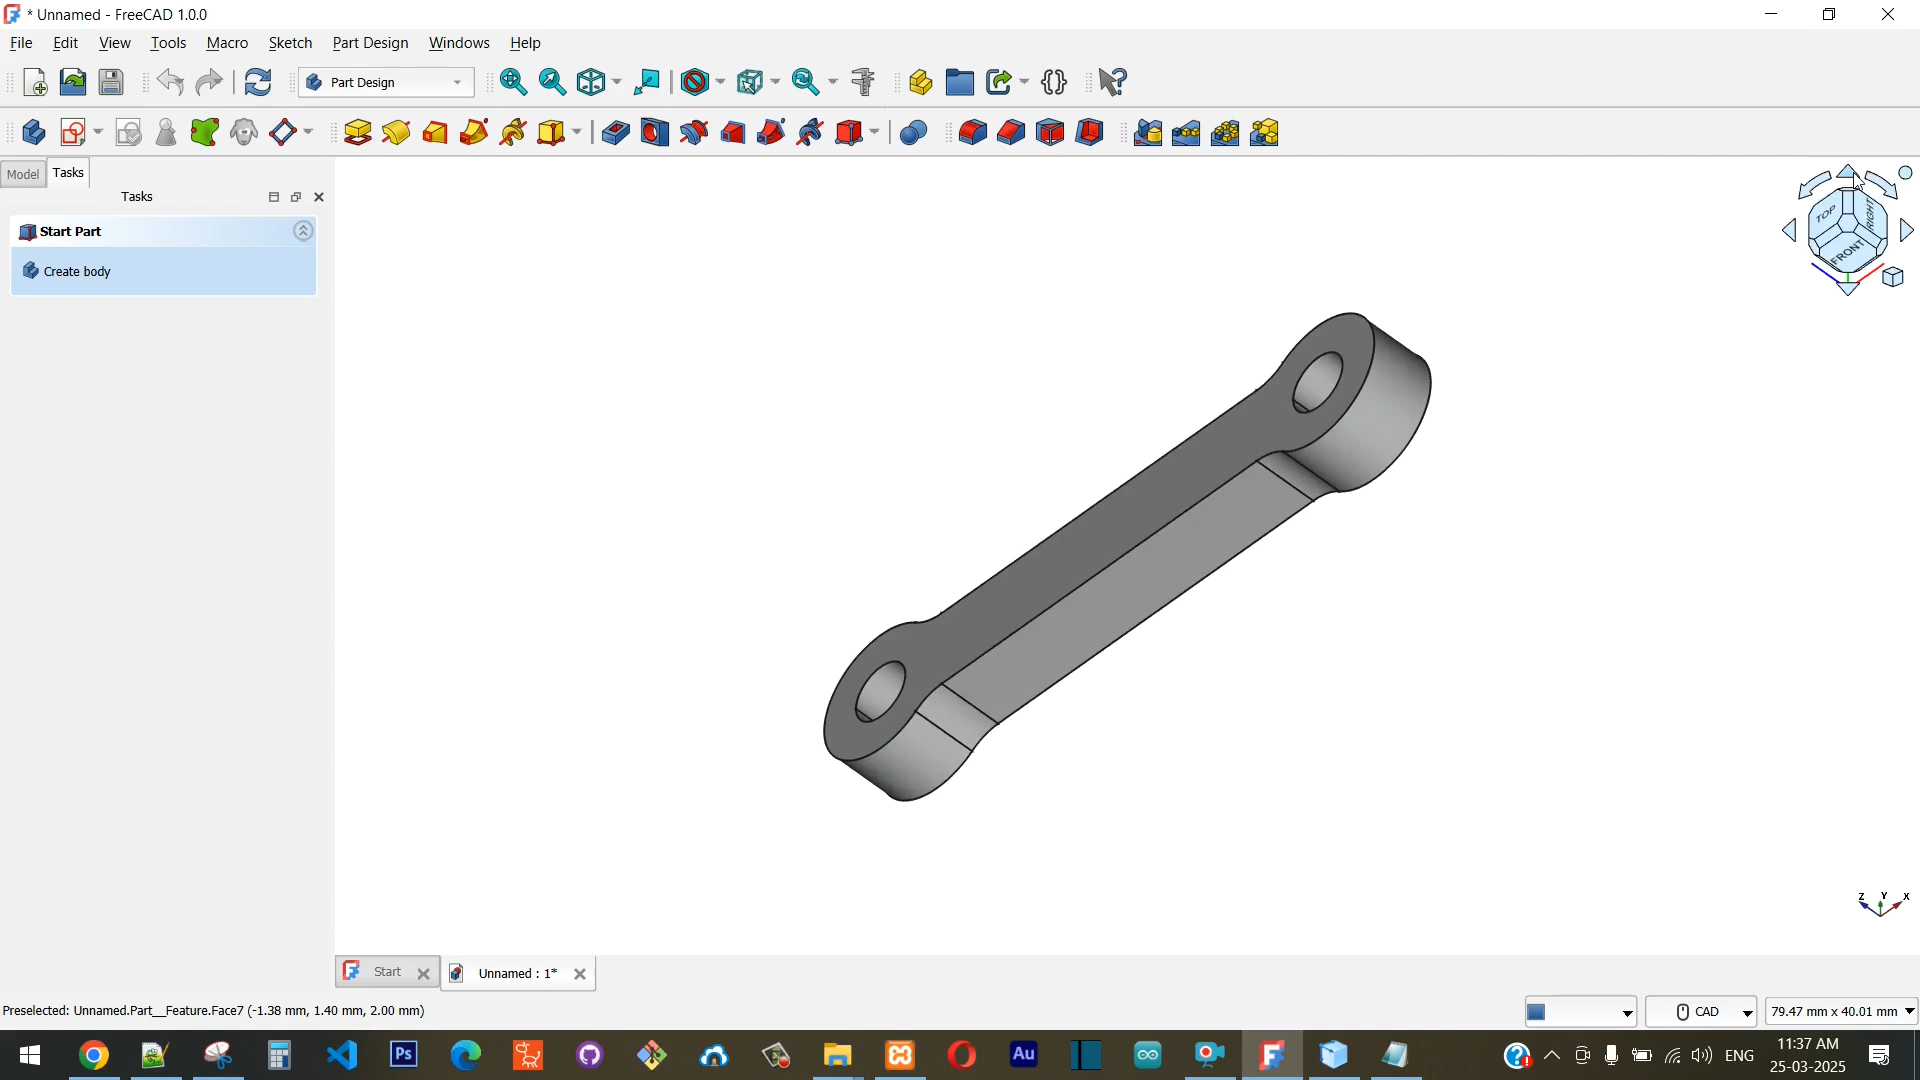 * Unnamed - FreeCAD 1.0.0
File Edit View Tools Macro Sketch Part Design Windows Help
Part Design
Model Tasks
Tasks
Start Part
Create body
TOP RIGHT
FRONT
Z Y X
Start Unnamed : 1*
Preselected: Unnamed.Part__Feature.Face7 (-1.38 mm, 1.40 mm, 2.00 mm) CAD 79.47 mm x 40.01 mm
Ps Au ENG 11:37 AM
25-03-2025